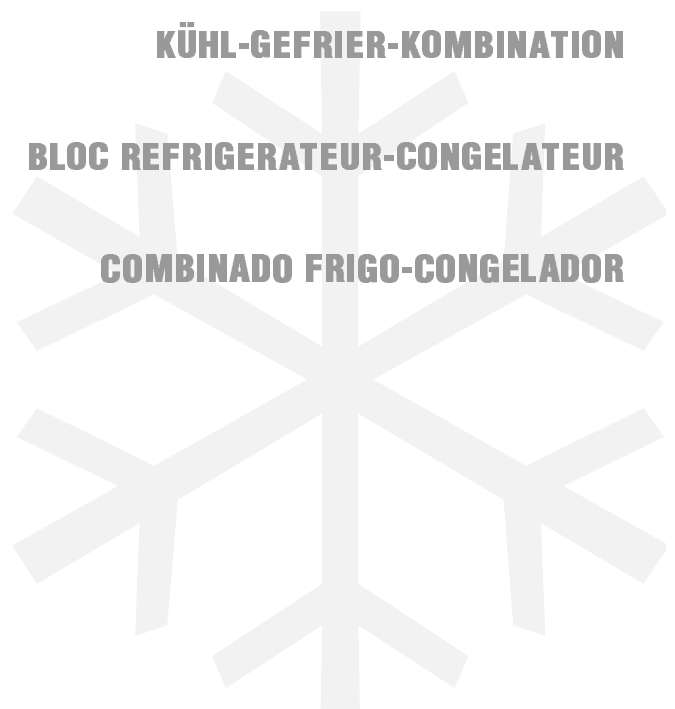 KÜHL-GEFRIER-KOMBINATION
BLOC REFRIGERATEUR-CONGELATEUR
COMBINADO FRIGO-CONGELADOR